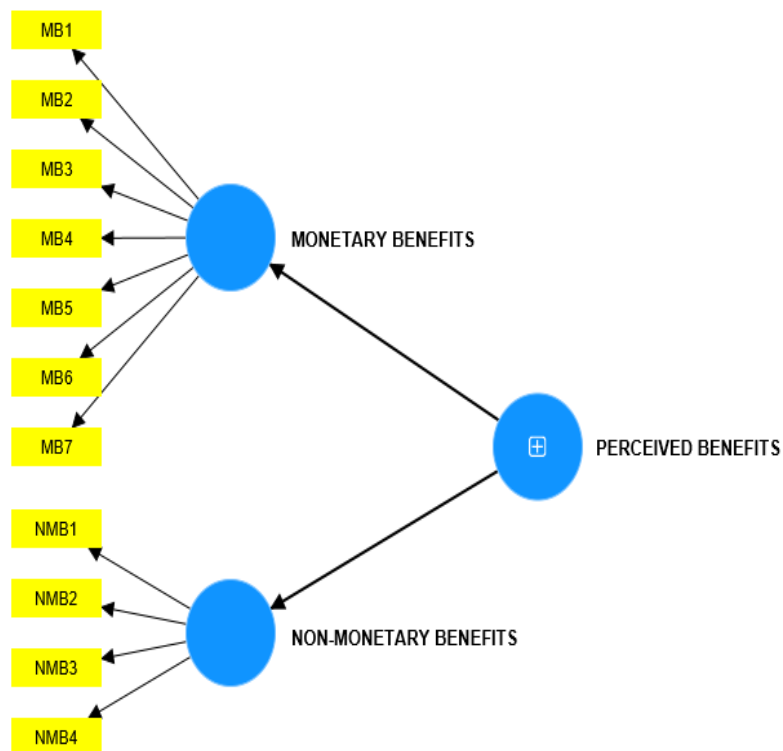 MB1
MB2
MB3
MB4
MB5
MB6
MB7
MONETARY BENEFITS
PERCEIVED BENEFITS
NMB1
NMB2
NMB3
NMB4
NON-MONETARY BENEFITS